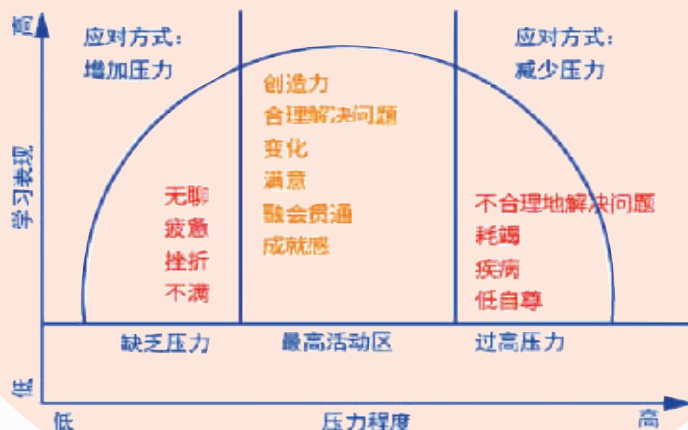 高
应对方式：
增加压力
应对方式：
减少压力
创造力
合理解决问题
变化
满意
融会贯通
成就感
学习表现
无聊
疲惫
挫折
不满
不合理地解决问题
耗竭
疾病
低自尊
缺乏压力
最高活动区
过高压力
低
低
压力程度
高